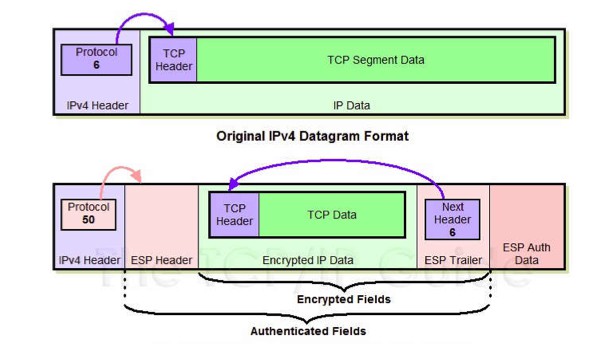 Protocol
6
TCP
Header
TCP Segment Data
IPv4 Header
IP Data
Original IPv4 Datagram Format
Protocol
50
TCP
Header
TCP Data
Next
Header
6
IPv4 Header
ESP Header
Encrypted IP Data
ESP Trailer
ESP Auth
Data
The TCP/IP Guide
Encrypted Fields
Authenticated Fields